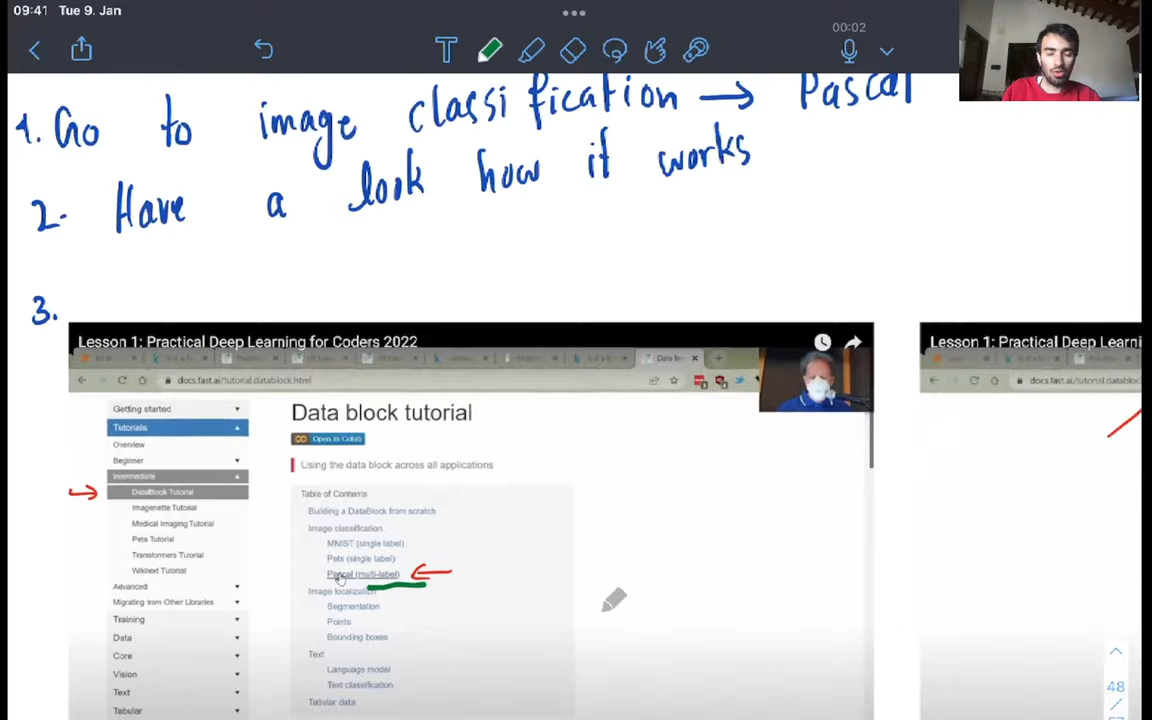 09:41 Tue 9. Jan
00:02
1. Go to image classification → Pascal
2. Have a look how it works
3.
Lesson 1: Practical Deep Learning for Coders 2022
docs.fast.ai/tutorial.datablock.html
Getting started
Tutorials
Overview
Beginner
Intermediate
DataBlock Tutorial
Imagenette Tutorial
Medical Imaging Tutorial
Pets Tutorial
Transformers Tutorial
Wikitext Tutorial
Advanced
Migrating from Other Libraries
Training
Data
Core
Vision
Text
Tabular
Data block tutorial
Open in Colab
Using the data block across all applications
Table of Contents
Building a DataBlock from scratch
Image classification
MNIST (single label)
Pets (single label)
Pascal (multi-label)
Image localization
Segmentation
Points
Bounding boxes
Text
Language model
Text classification
Tabular data
Lesson 1: Practical Deep Learni
docs.fast.ai/tutorial.databloc
48